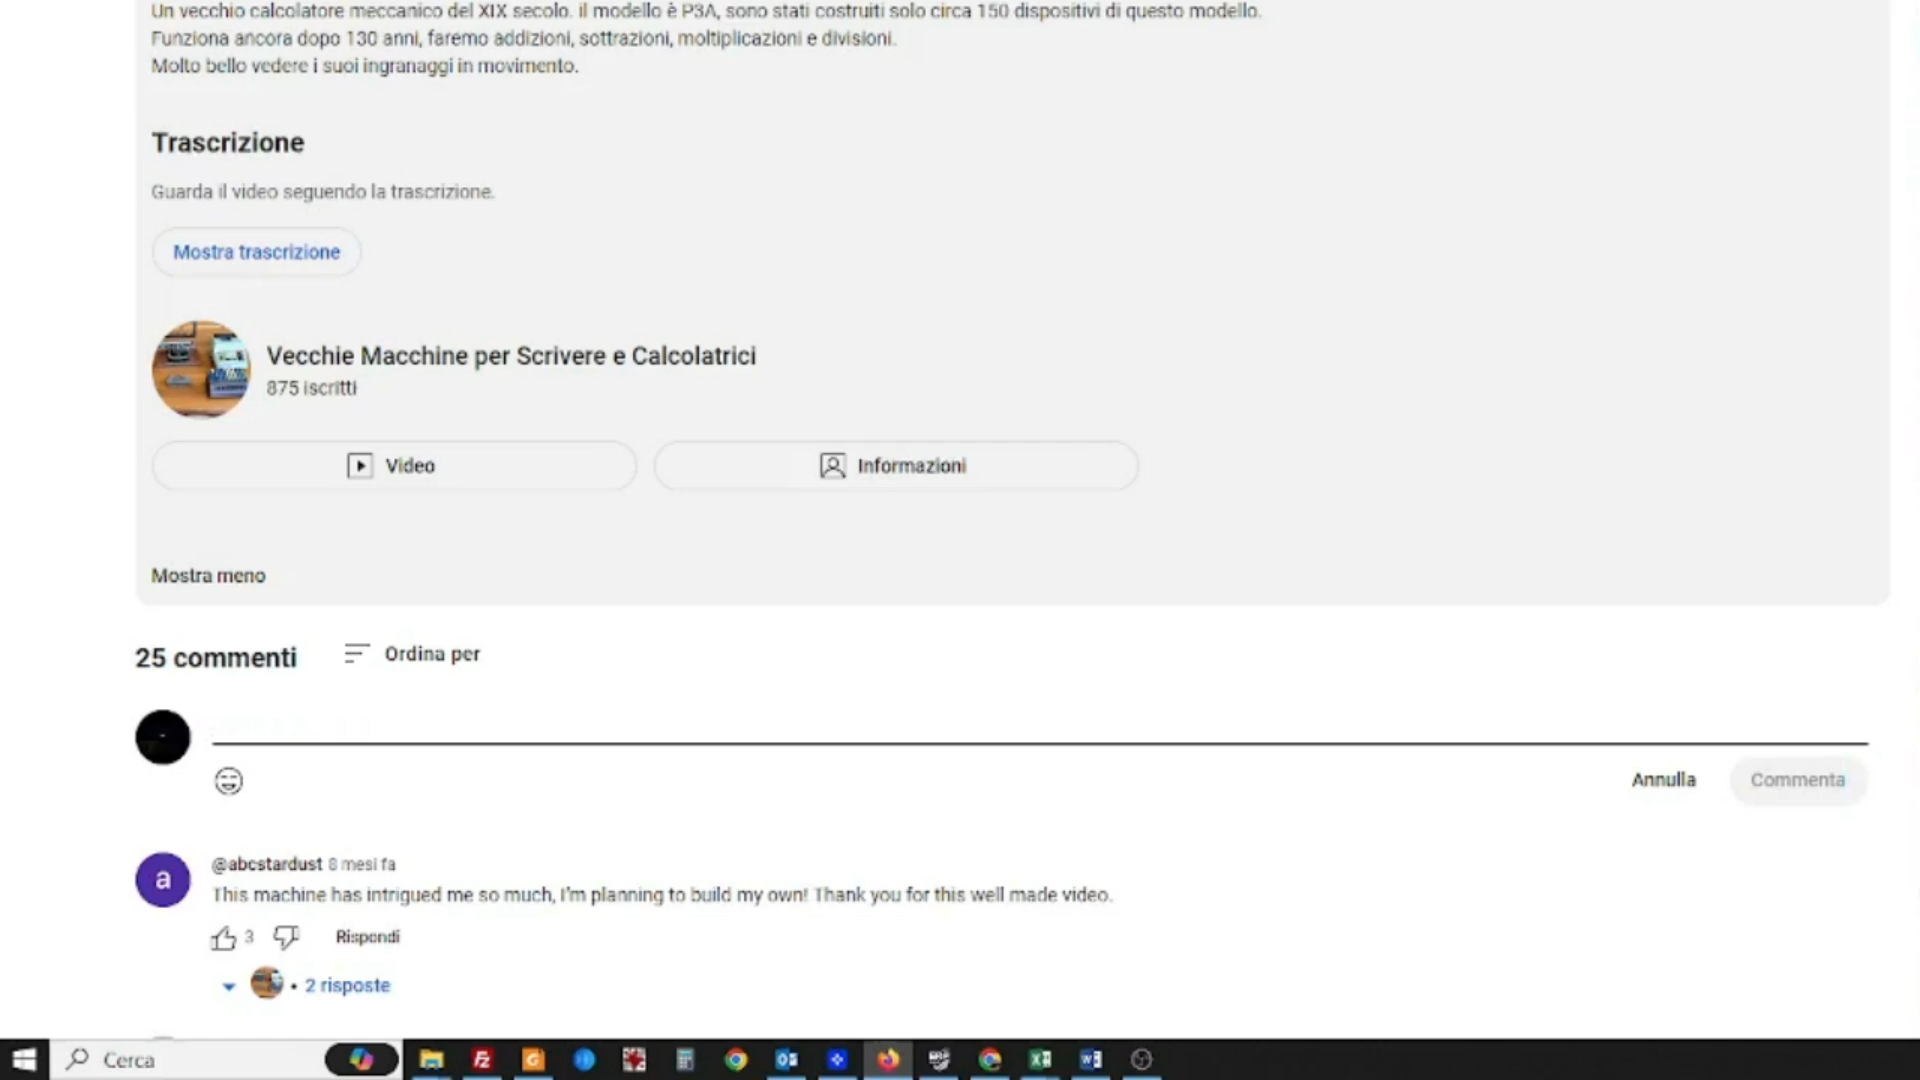 Un vecchio calcolatore meccanico del XIX secolo. il modello è P3A, sono stati costruiti solo circa 150 dispositivi di questo modello.
Funziona ancora dopo 130 anni, faremo addizioni, sottrazioni, moltiplicazioni e divisioni.
Molto bello vedere i suoi ingranaggi in movimento.
Trascrizione
Guarda il video seguendo la trascrizione.
Mostra trascrizione
Vecchie Macchine per Scrivere e Calcolatrici
875 iscritti
Video
Informazioni
Mostra meno
25 commenti
Ordina per
Annulla
Commenta
a
@abcstardust 8 mesi fa
This machine has intrigued me so much, I'm planning to build my own! Thank you for this well made video.
3
Rispondi
• 2 risposte
Cerca